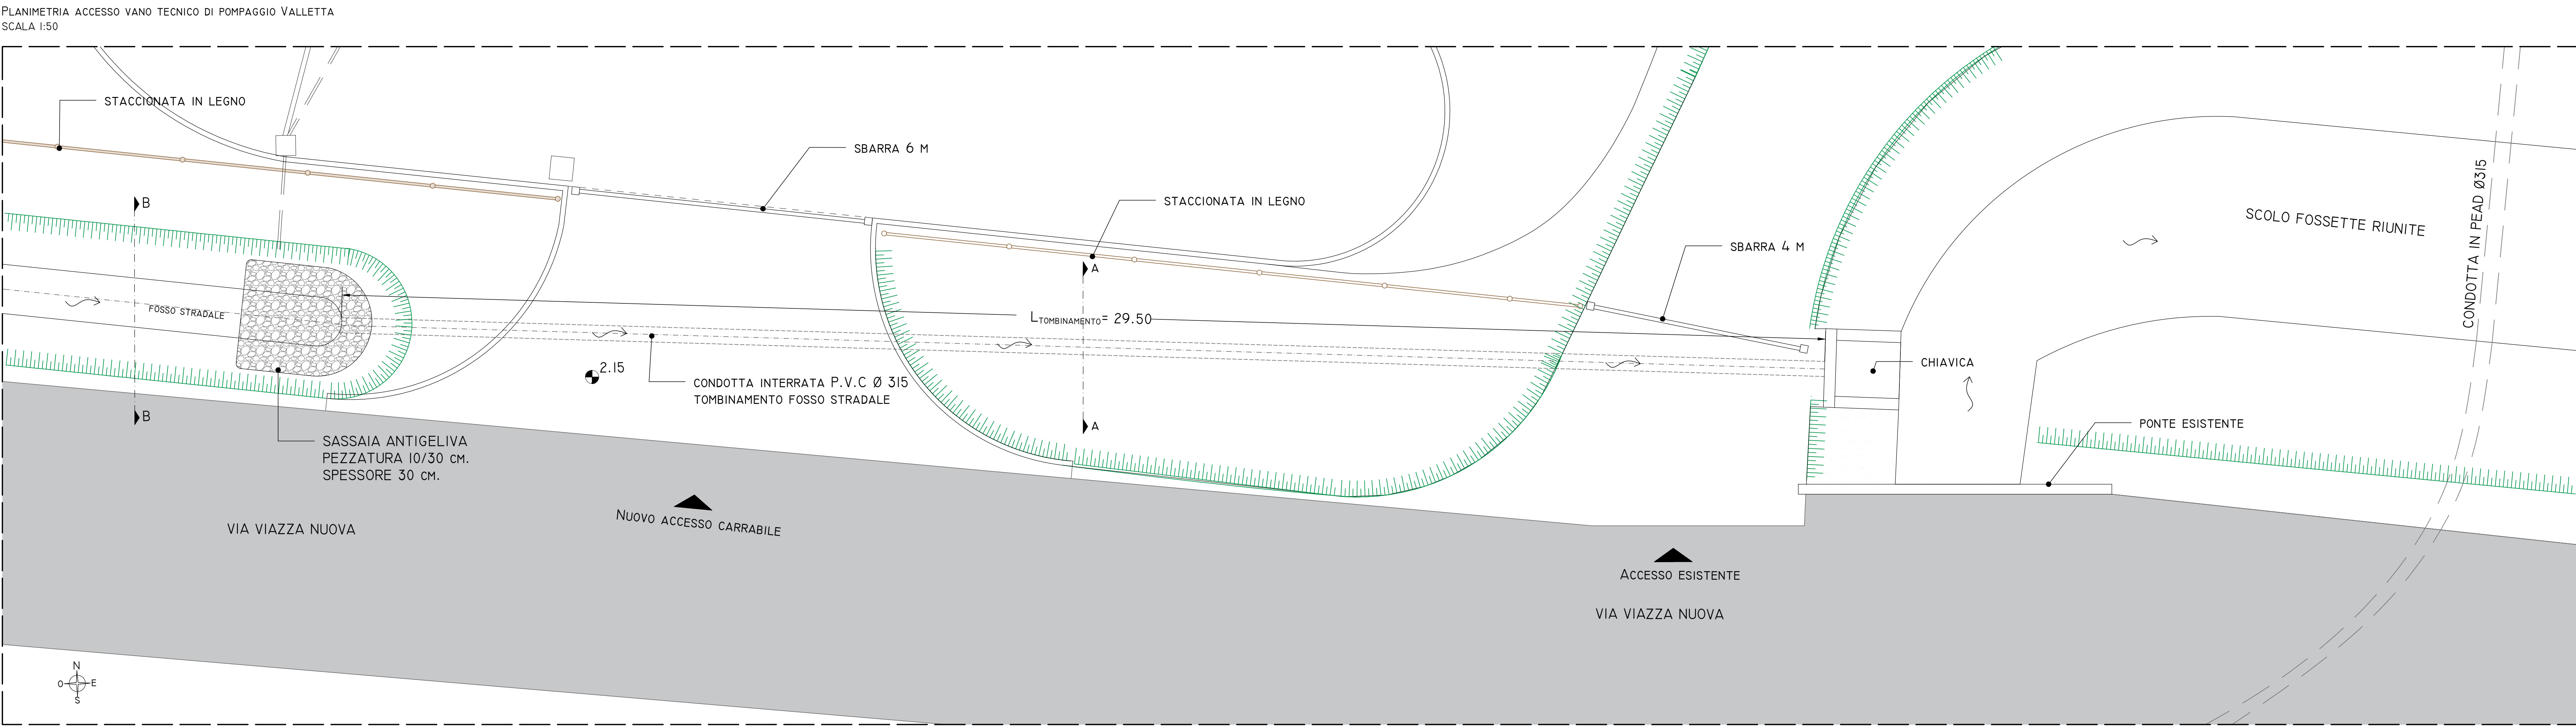 Planimetria accesso vano tecnico di pompaggio Valletta
SCALA 1:50
STACCIONATA IN LEGNO
SBARRA 6 M
STACCIONATA IN LEGNO
SBARRA 4 M
SCOLO FOSSETTE RIUNITE
CONDOTTA IN PEAD Ø315
B
A
FOSSO STRADALE
LTOMBINAMENTO= 29.50
2.15
CONDOTTA INTERRATA P.V.C Ø 315
TOMBINAMENTO FOSSO STRADALE
CHIAVICA
B
A
PONTE ESISTENTE
SASSAIA ANTIGELIVA
PEZZATURA 10/30 CM.
SPESSORE 30 CM.
VIA VIAZZA NUOVA
Nuovo accesso carrabile
Accesso esistente
VIA VIAZZA NUOVA
N
O E
S